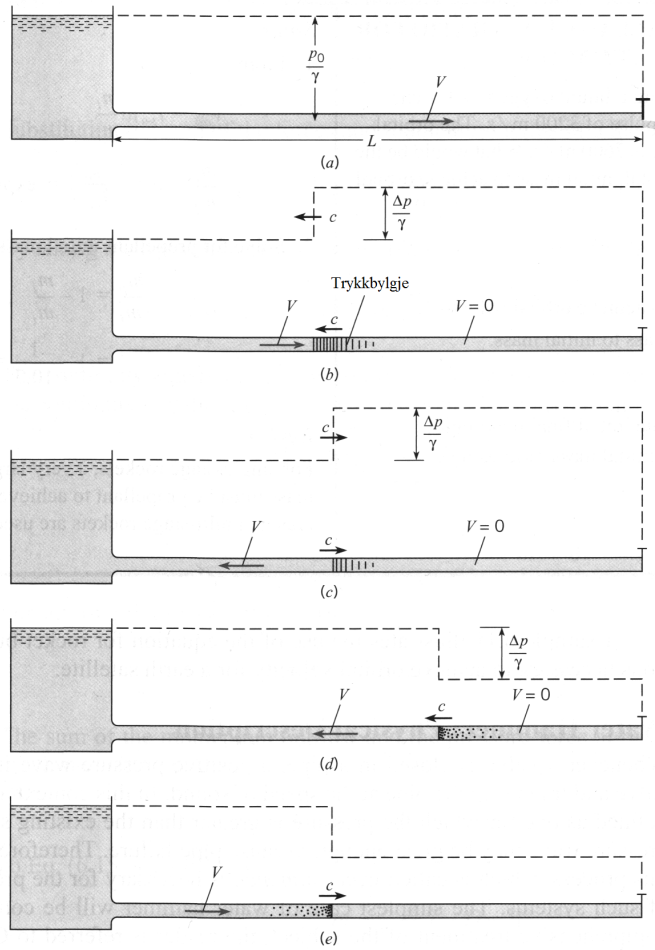 p₀
γ
V
L
(a)
c
Δp
γ
Trykkbylgje
V
c
V = 0
(b)
c
Δp
γ
V
c
V = 0
(c)
Δp
γ
V
c
V = 0
(d)
V
c
(e)